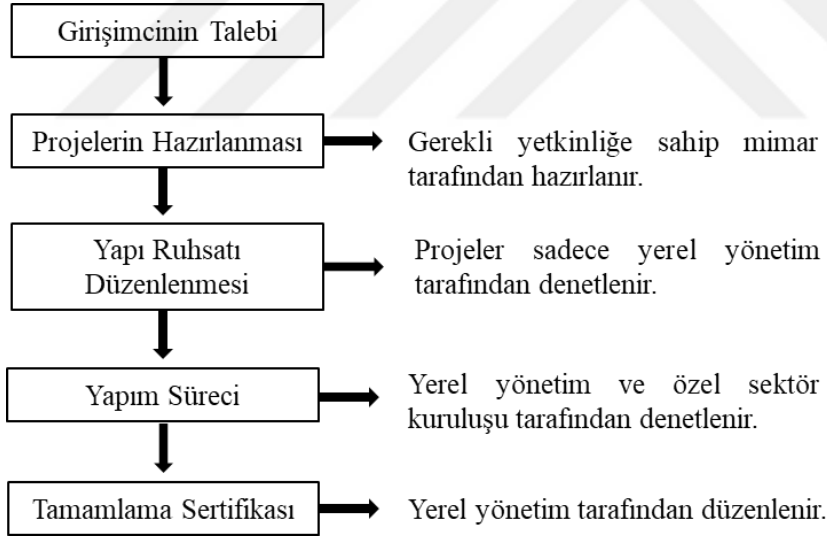 Girişimcinin Talebi
Projelerin Hazırlanması
Gerekli yetkinliğe sahip mimar
tarafından hazırlanır.
Yapı Ruhsatı
Düzenlenmesi
Projeler sadece yerel yönetim
tarafından denetlenir.
Yapım Süreci
Yerel yönetim ve özel sektör
kuruluşu tarafından denetlenir.
Tamamlama Sertifikası
Yerel yönetim tarafından düzenlenir.